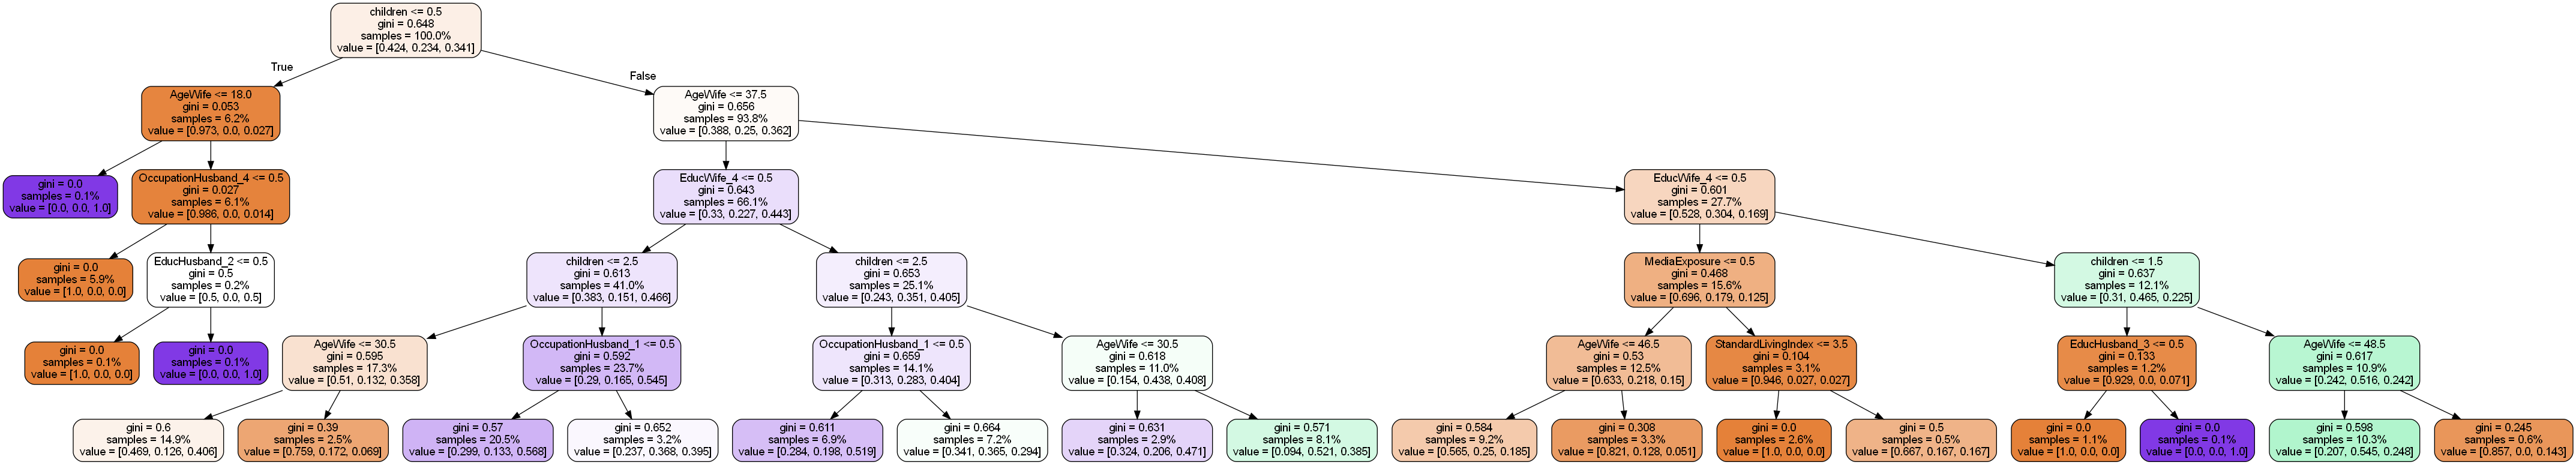 children <= 0.5
gini = 0.648
samples = 100.0%
value = [0.424, 0.234, 0.341]
True
False
AgeWife <= 18.0
gini = 0.053
samples = 6.2%
value = [0.973, 0.0, 0.027]
AgeWife <= 37.5
gini = 0.656
samples = 93.8%
value = [0.388, 0.25, 0.362]
gini = 0.0
samples = 0.1%
value = [0.0, 0.0, 1.0]
OccupationHusband_4 <= 0.5
gini = 0.027
samples = 6.1%
value = [0.986, 0.0, 0.014]
EducWife_4 <= 0.5
gini = 0.643
samples = 66.1%
value = [0.33, 0.227, 0.443]
EducWife_4 <= 0.5
gini = 0.601
samples = 27.7%
value = [0.528, 0.304, 0.169]
gini = 0.0
samples = 5.9%
value = [1.0, 0.0, 0.0]
EducHusband_2 <= 0.5
gini = 0.5
samples = 0.2%
value = [0.5, 0.0, 0.5]
children <= 2.5
gini = 0.613
samples = 41.0%
value = [0.383, 0.151, 0.466]
children <= 2.5
gini = 0.653
samples = 25.1%
value = [0.243, 0.351, 0.405]
MediaExposure <= 0.5
gini = 0.468
samples = 15.6%
value = [0.696, 0.179, 0.125]
children <= 1.5
gini = 0.637
samples = 12.1%
value = [0.31, 0.465, 0.225]
gini = 0.0
samples = 0.1%
value = [1.0, 0.0, 0.0]
gini = 0.0
samples = 0.1%
value = [0.0, 0.0, 1.0]
AgeWife <= 30.5
gini = 0.595
samples = 17.3%
value = [0.51, 0.132, 0.358]
OccupationHusband_1 <= 0.5
gini = 0.592
samples = 23.7%
value = [0.29, 0.165, 0.545]
OccupationHusband_1 <= 0.5
gini = 0.659
samples = 14.1%
value = [0.313, 0.283, 0.404]
AgeWife <= 30.5
gini = 0.618
samples = 11.0%
value = [0.154, 0.438, 0.408]
AgeWife <= 46.5
gini = 0.53
samples = 12.5%
value = [0.633, 0.218, 0.15]
StandardLivingIndex <= 3.5
gini = 0.104
samples = 3.1%
value = [0.946, 0.027, 0.027]
EducHusband_3 <= 0.5
gini = 0.133
samples = 1.2%
value = [0.929, 0.0, 0.071]
AgeWife <= 48.5
gini = 0.617
samples = 10.9%
value = [0.242, 0.516, 0.242]
gini = 0.6
samples = 14.9%
value = [0.469, 0.126, 0.406]
gini = 0.39
samples = 2.5%
value = [0.759, 0.172, 0.069]
gini = 0.57
samples = 20.5%
value = [0.299, 0.133, 0.568]
gini = 0.652
samples = 3.2%
value = [0.237, 0.368, 0.395]
gini = 0.611
samples = 6.9%
value = [0.284, 0.198, 0.519]
gini = 0.664
samples = 7.2%
value = [0.341, 0.365, 0.294]
gini = 0.631
samples = 2.9%
value = [0.324, 0.206, 0.471]
gini = 0.571
samples = 8.1%
value = [0.094, 0.521, 0.385]
gini = 0.584
samples = 9.2%
value = [0.565, 0.25, 0.185]
gini = 0.308
samples = 3.3%
value = [0.821, 0.128, 0.051]
gini = 0.0
samples = 2.6%
value = [1.0, 0.0, 0.0]
gini = 0.5
samples = 0.5%
value = [0.667, 0.167, 0.167]
gini = 0.0
samples = 1.1%
value = [1.0, 0.0, 0.0]
gini = 0.0
samples = 0.1%
value = [0.0, 0.0, 1.0]
gini = 0.598
samples = 10.3%
value = [0.207, 0.545, 0.248]
gini = 0.245
samples = 0.6%
value = [0.857, 0.0, 0.143]